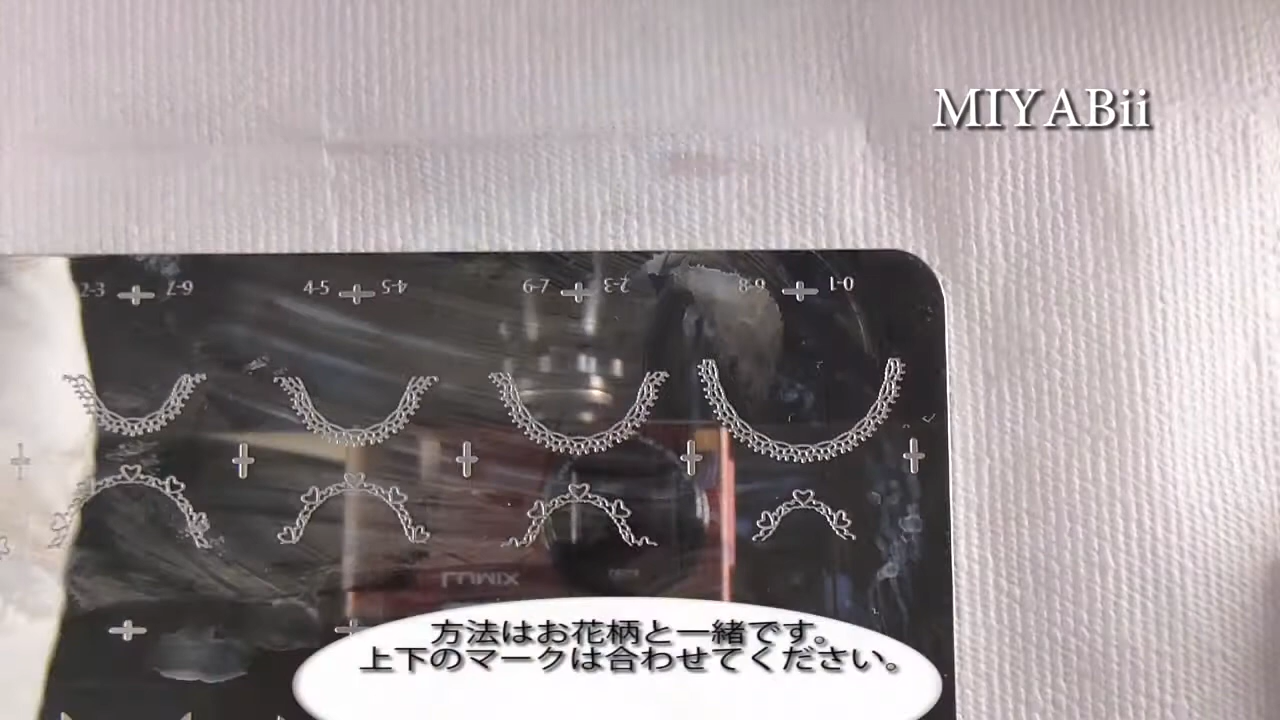 MIYABii
2-3 7-6 4-5 5-4 6-7 2-3 8-9 1-0
LUMIX
方法はお花柄と一緒です。
上下のマークは合わせてください。